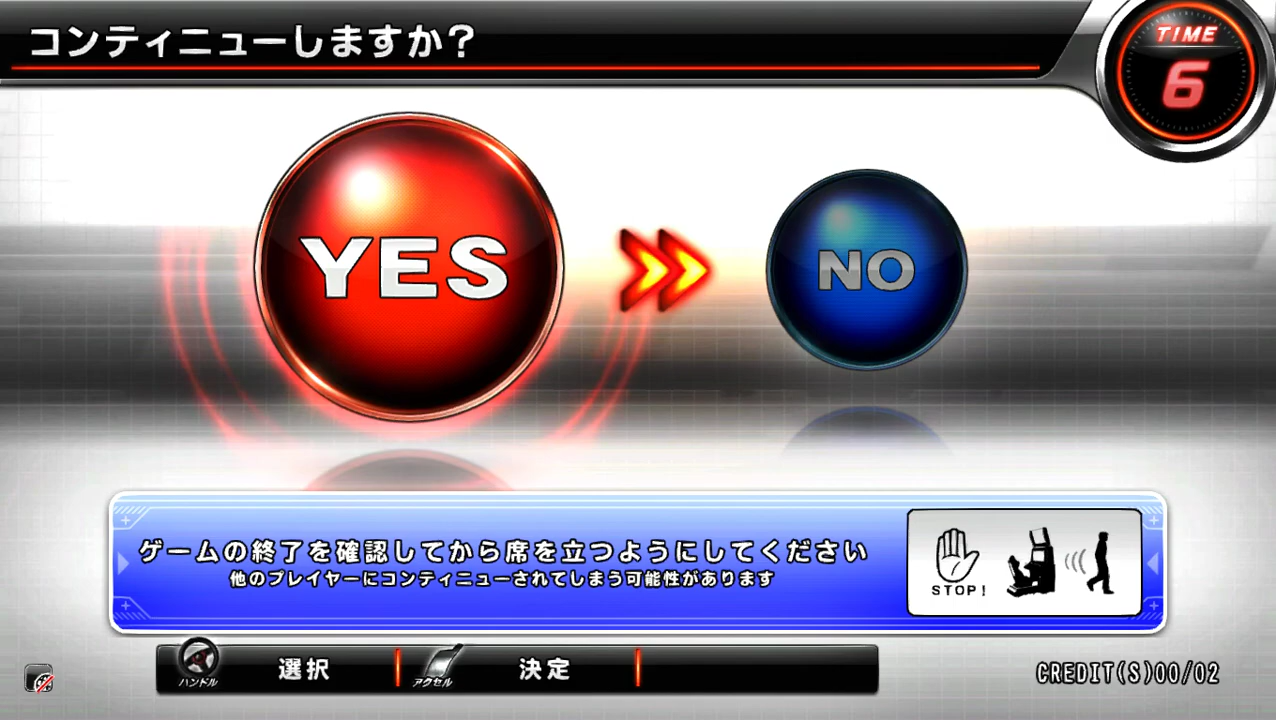 コンティニューしますか？
TIME
6
YES
NO
ゲームの終了を確認してから席を立つようにしてください
他のプレイヤーにコンティニューされてしまう可能性があります
STOP!
ハンドル 選択 アクセル 決定
CREDIT(S)00/02